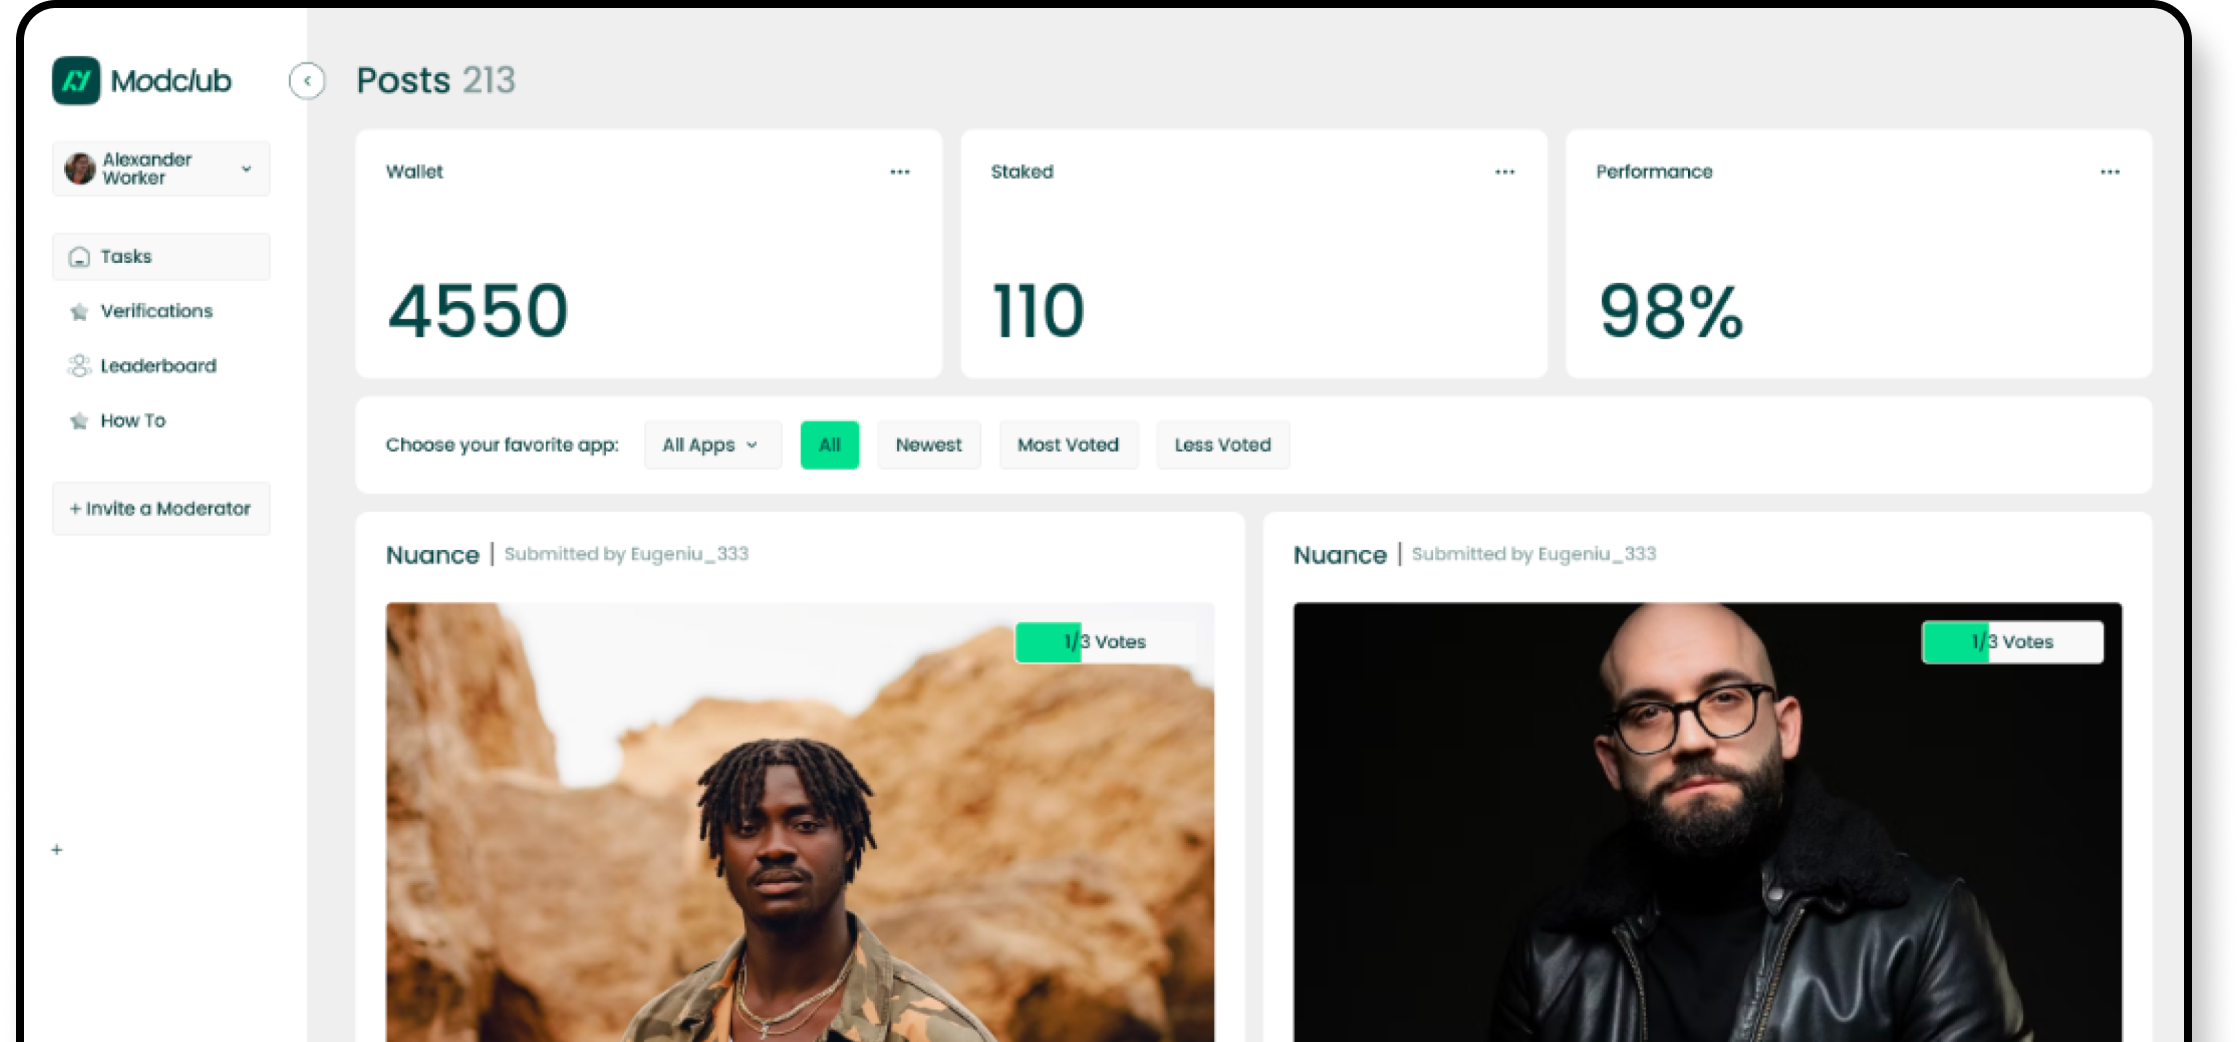 Modclub
Posts 213
Alexander
Worker
Tasks
Verifications
Leaderboard
How To
+ Invite a Moderator
+
Wallet
4550
Staked
110
Performance
98%
Choose your favorite app:
All Apps
All
Newest
Most Voted
Less Voted
Nuance | Submitted by Eugeniu_333
1/3 Votes
Nuance | Submitted by Eugeniu_333
1/3 Votes